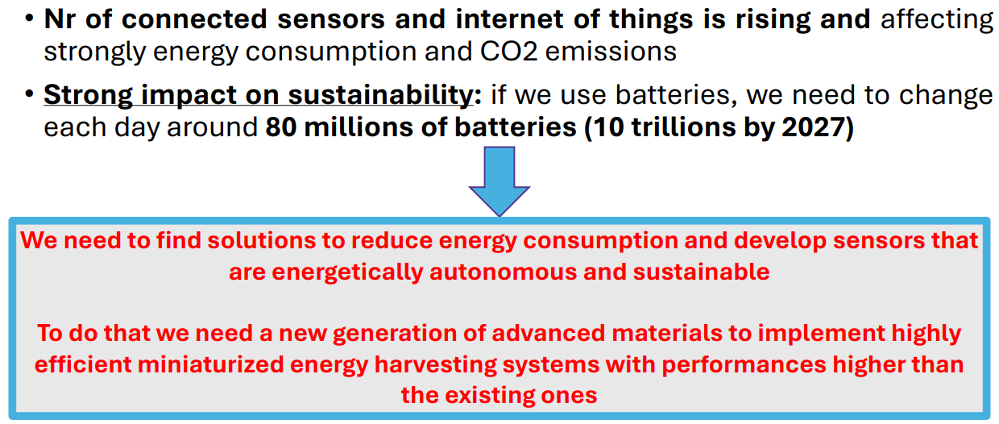 • Nr of connected sensors and internet of things is rising and affecting
strongly energy consumption and CO2 emissions
• Strong impact on sustainability: if we use batteries, we need to change
each day around 80 millions of batteries (10 trillions by 2027)
We need to find solutions to reduce energy consumption and develop sensors that
are energetically autonomous and sustainable
To do that we need a new generation of advanced materials to implement highly
efficient miniaturized energy harvesting systems with performances higher than
the existing ones